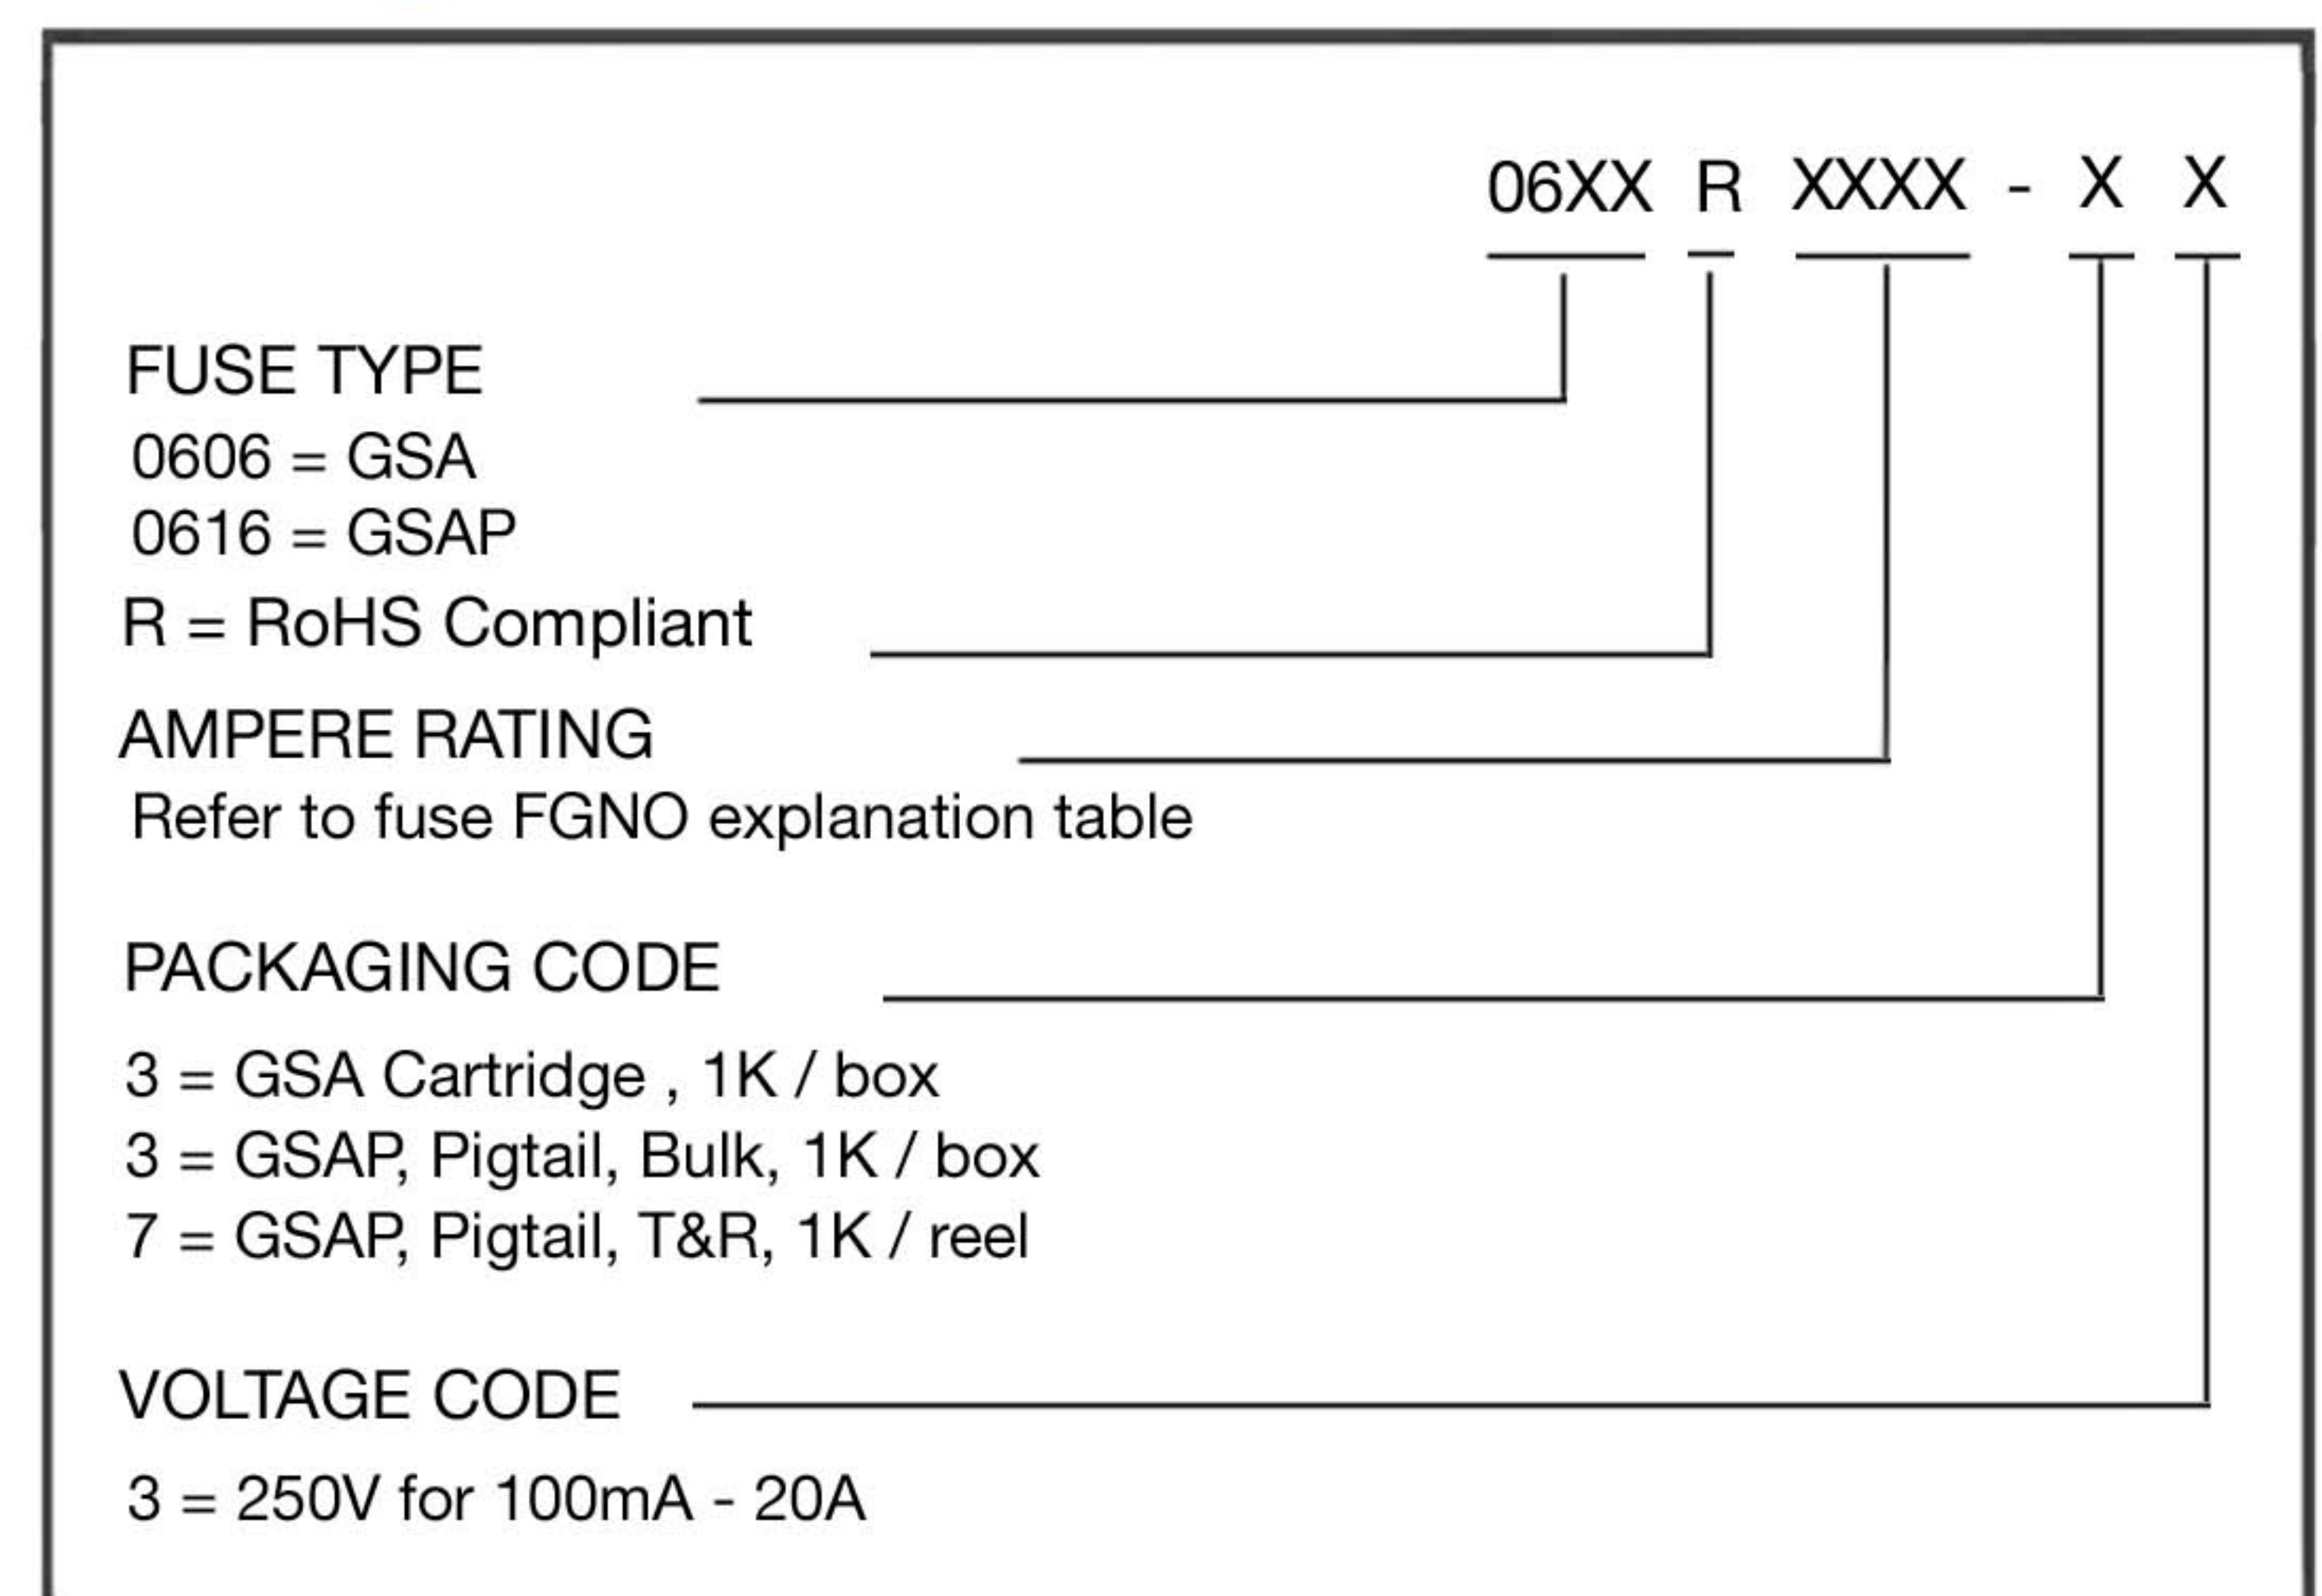 06XX R XXXX - X X
FUSE TYPE
0606 = GSA
0616 = GSAP
R = RoHS Compliant
AMPERE RATING
Refer to fuse FGNO explanation table
PACKAGING CODE
3 = GSA Cartridge , 1K / box
3 = GSAP, Pigtail, Bulk, 1K / box
7 = GSAP, Pigtail, T&R, 1K / reel
VOLTAGE CODE
3 = 250V for 100mA - 20A